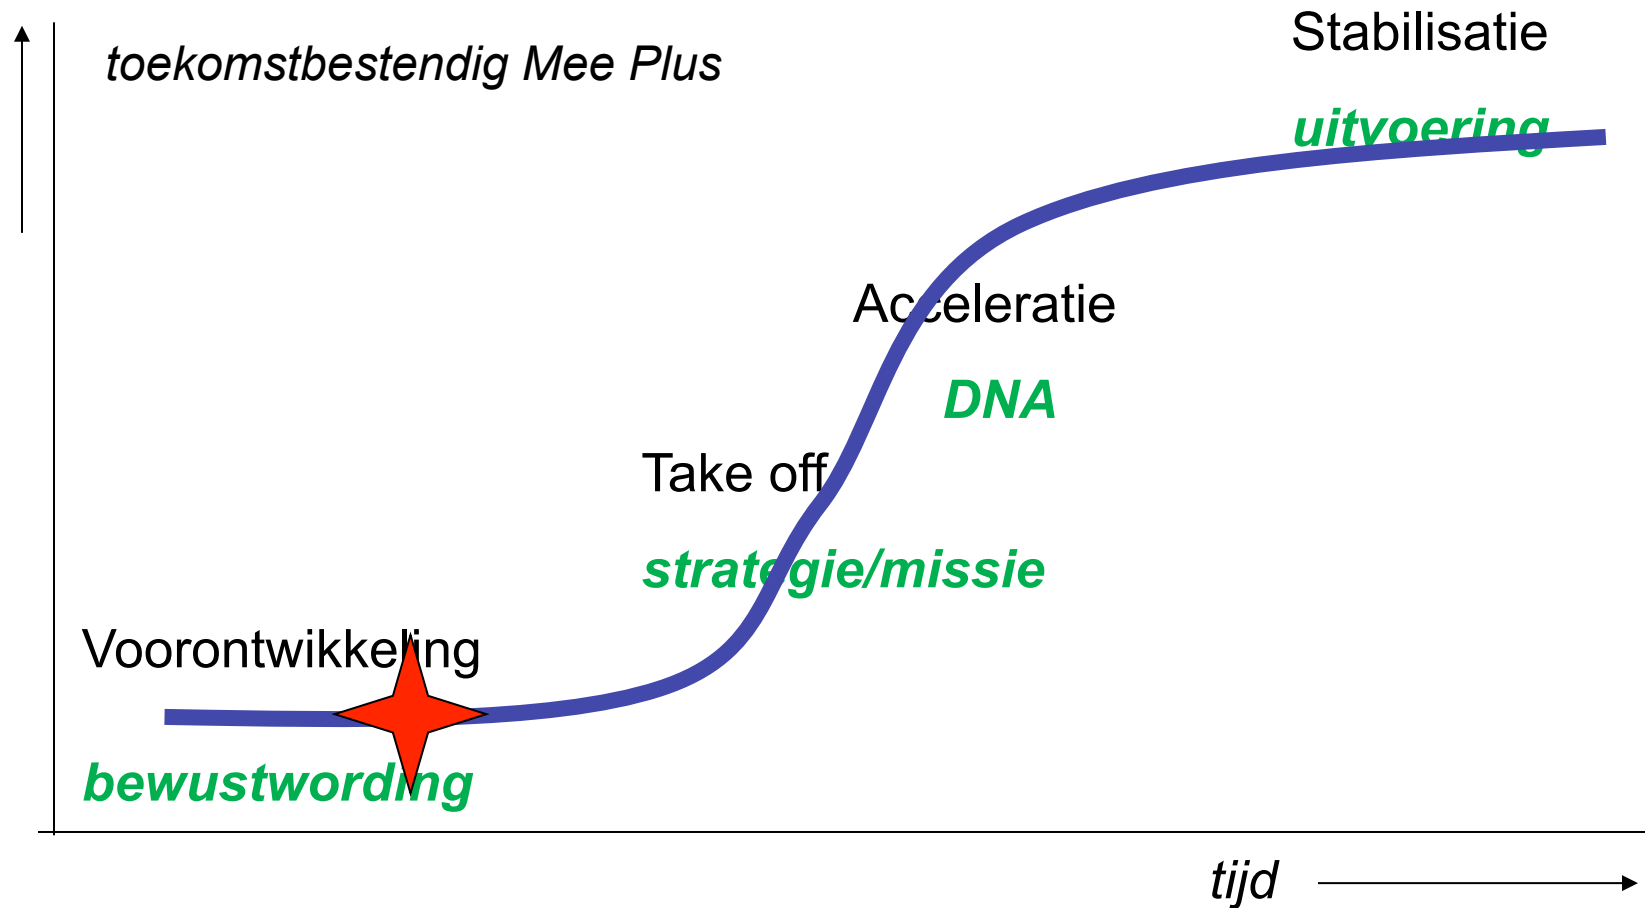 Stabilisatie
toekomstbestendig Mee Plus
uitvoering
Acceleratie
DNA
Take off
strategie/missie
Voorontwikkeling
bewustwording
tijd